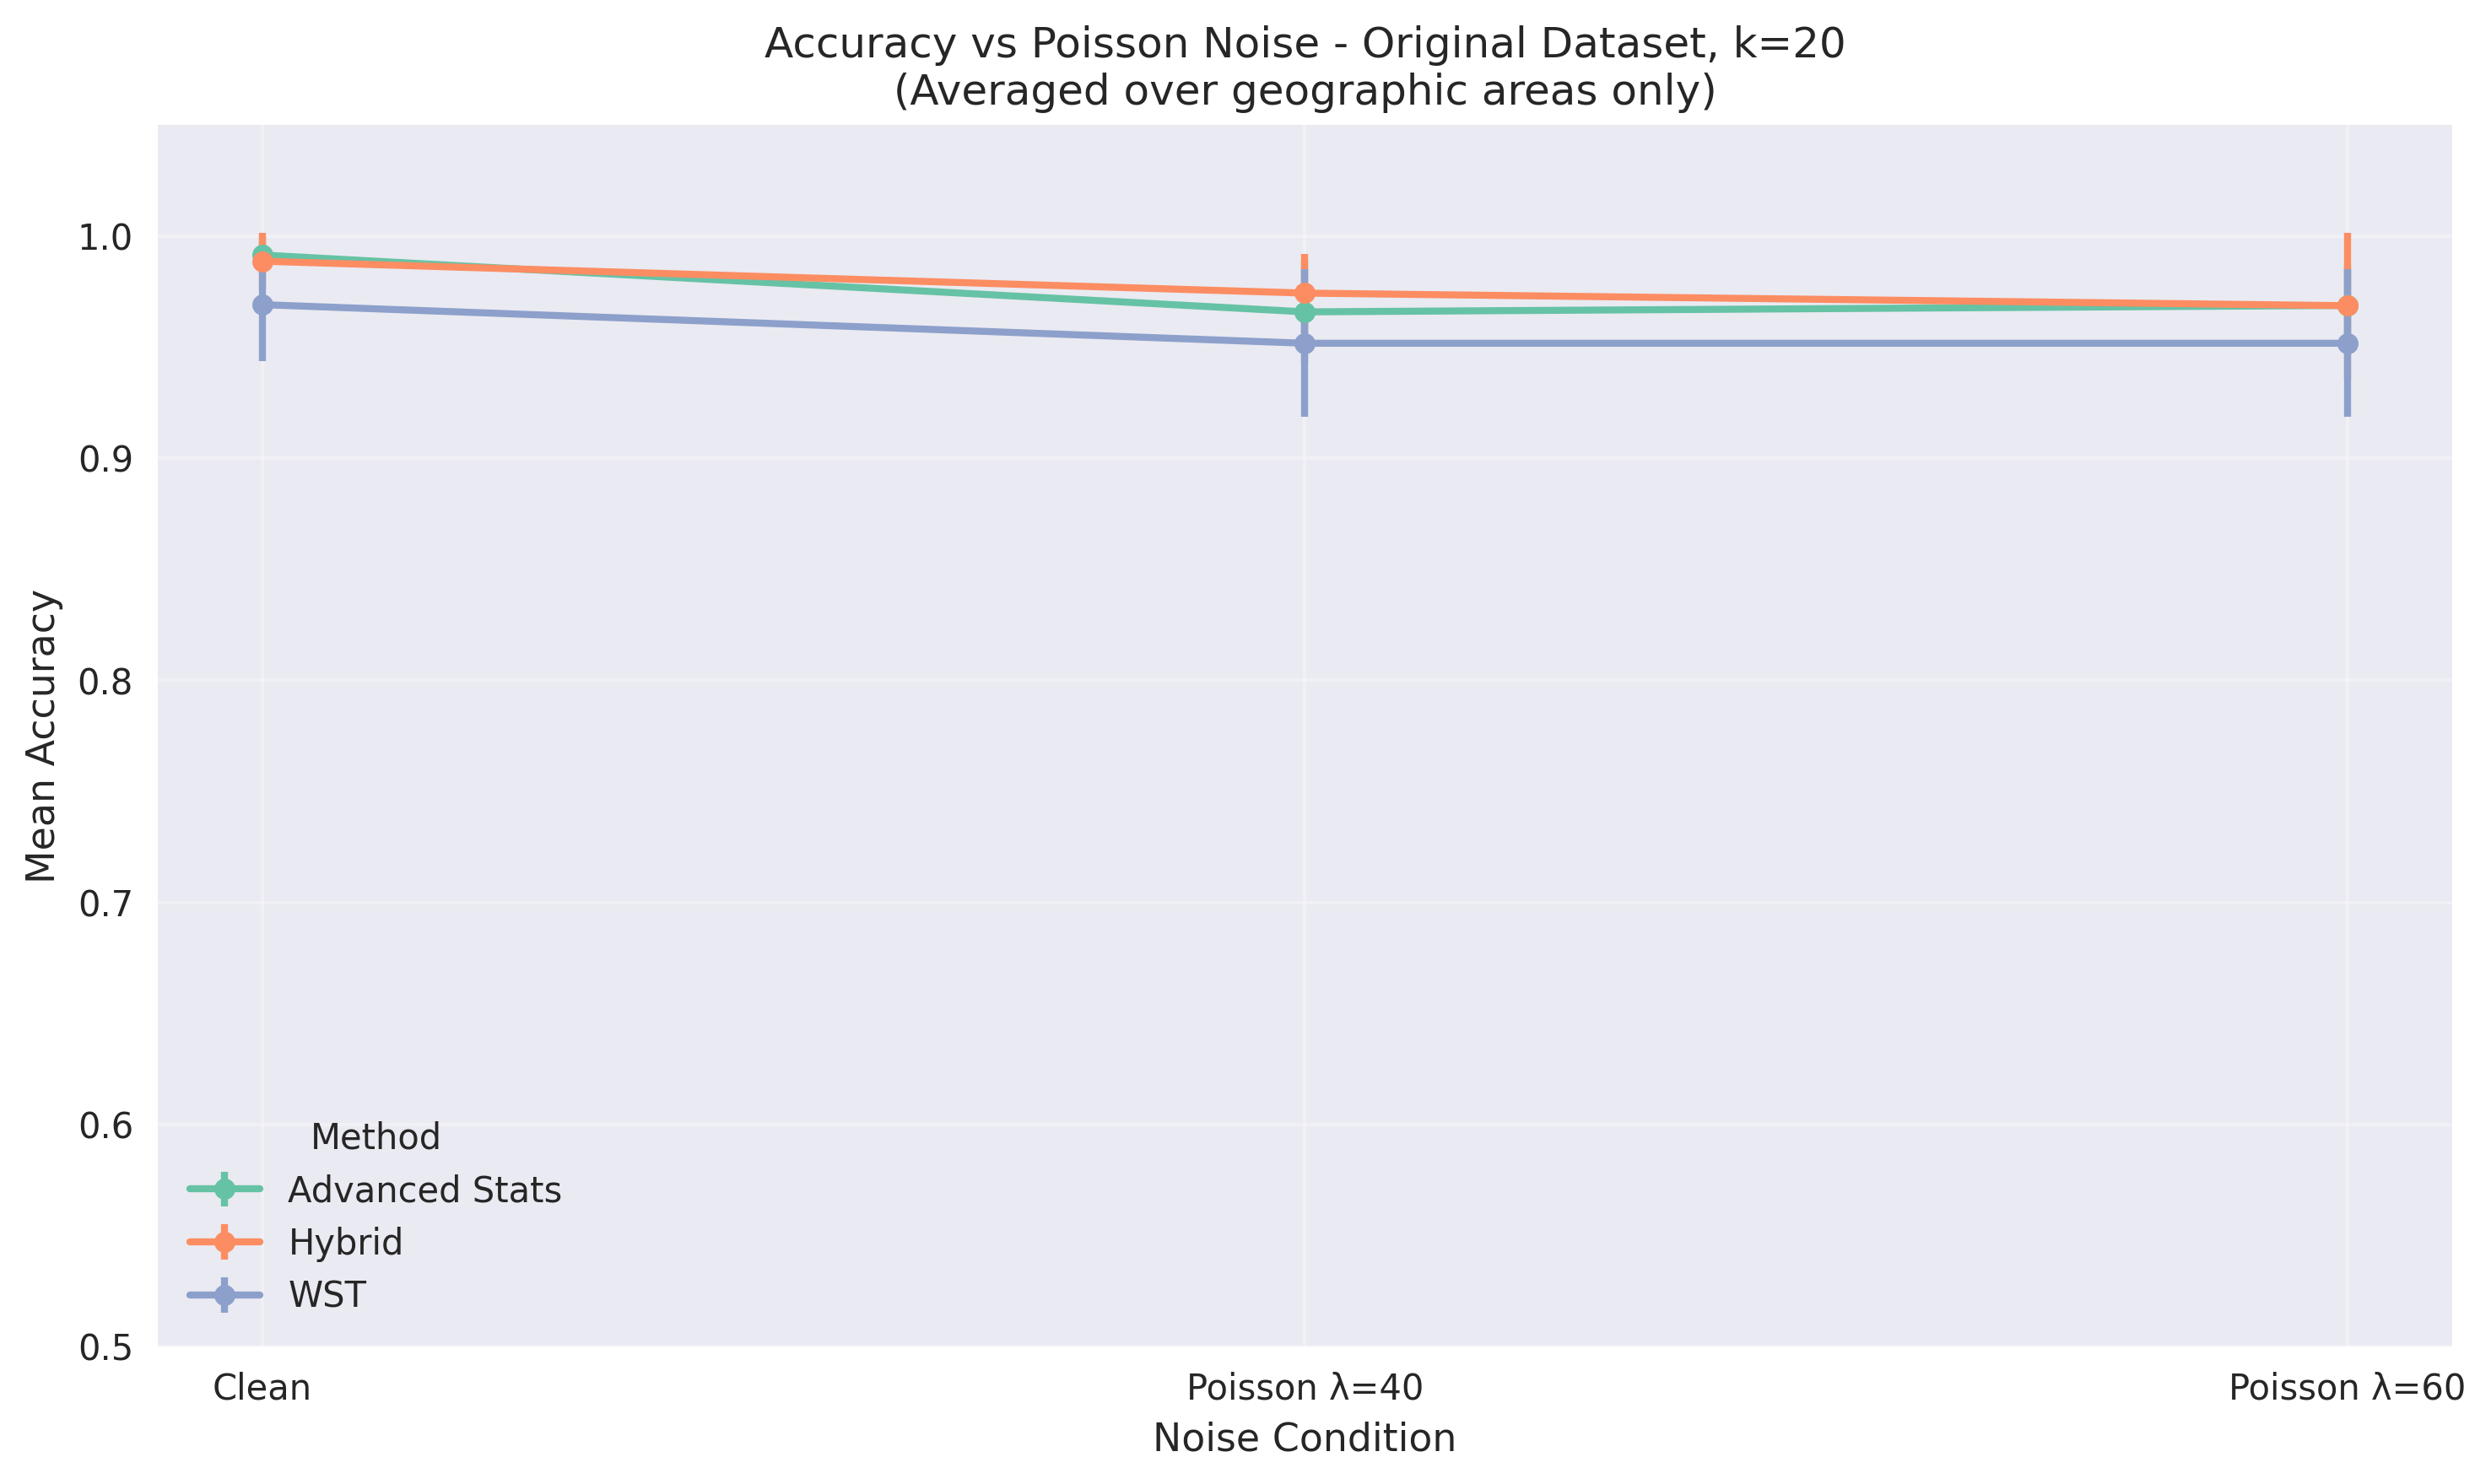 Accuracy vs Poisson Noise - Original Dataset, k=20
(Averaged over geographic areas only)
Mean Accuracy
1.0
0.9
0.8
0.7
0.6
0.5
Method
Advanced Stats
Hybrid
WST
Clean
Poisson λ=40
Poisson λ=60
Noise Condition